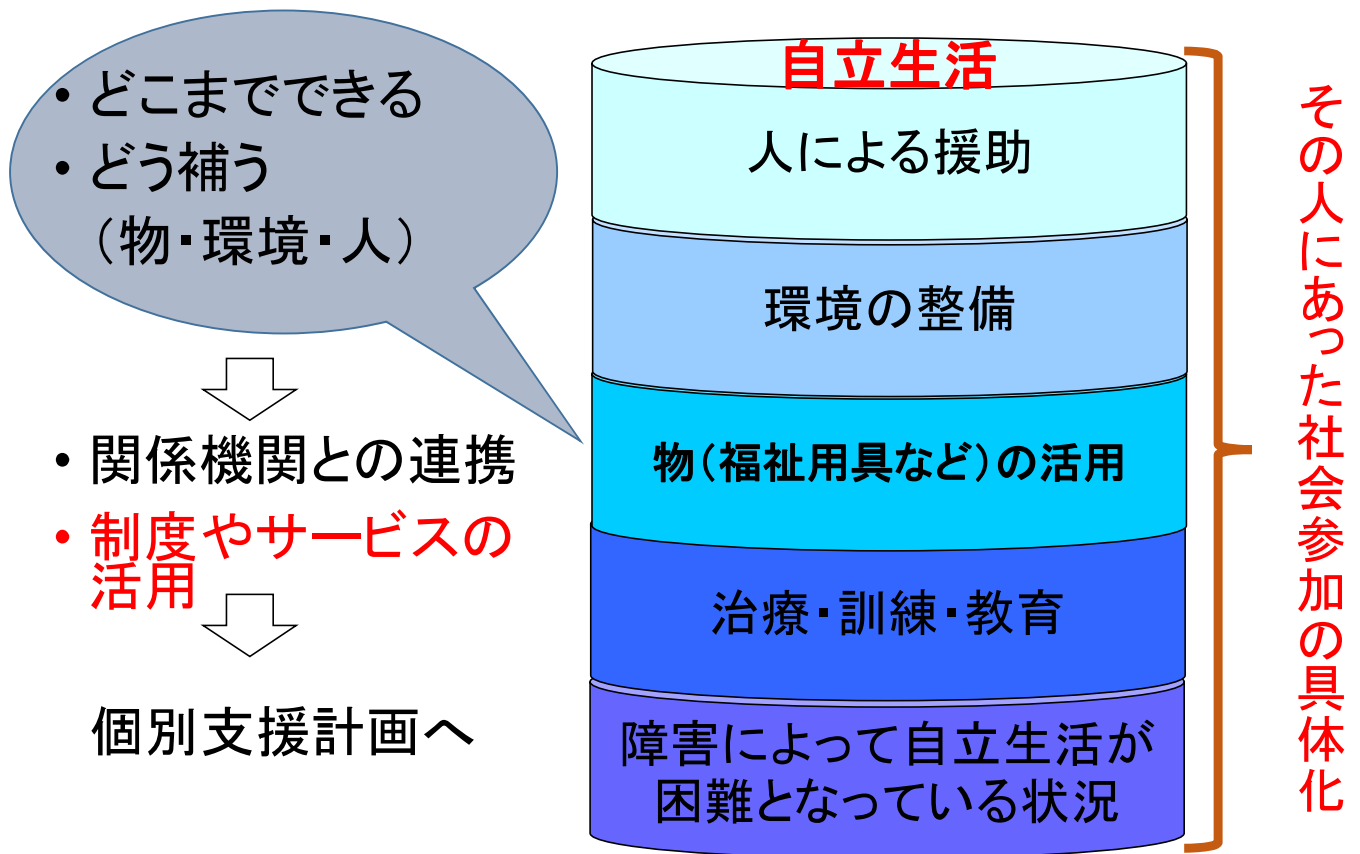 • どこまでできる
• どう補う
（物･環境･人）
• 関係機関との連携
• 制度やサービスの
活用
個別支援計画へ
自立生活
人による援助
環境の整備
物（福祉用具など）の活用
治療･訓練･教育
障害によって自立生活が
困難となっている状況
その人にあった社会参加の具体化